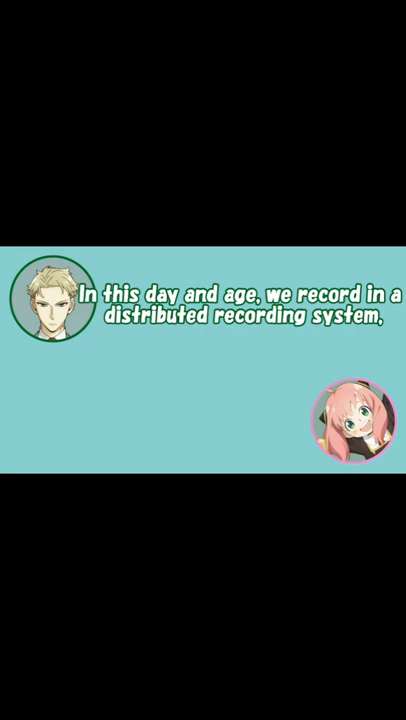 In this day and age, we record in a
distributed recording system,